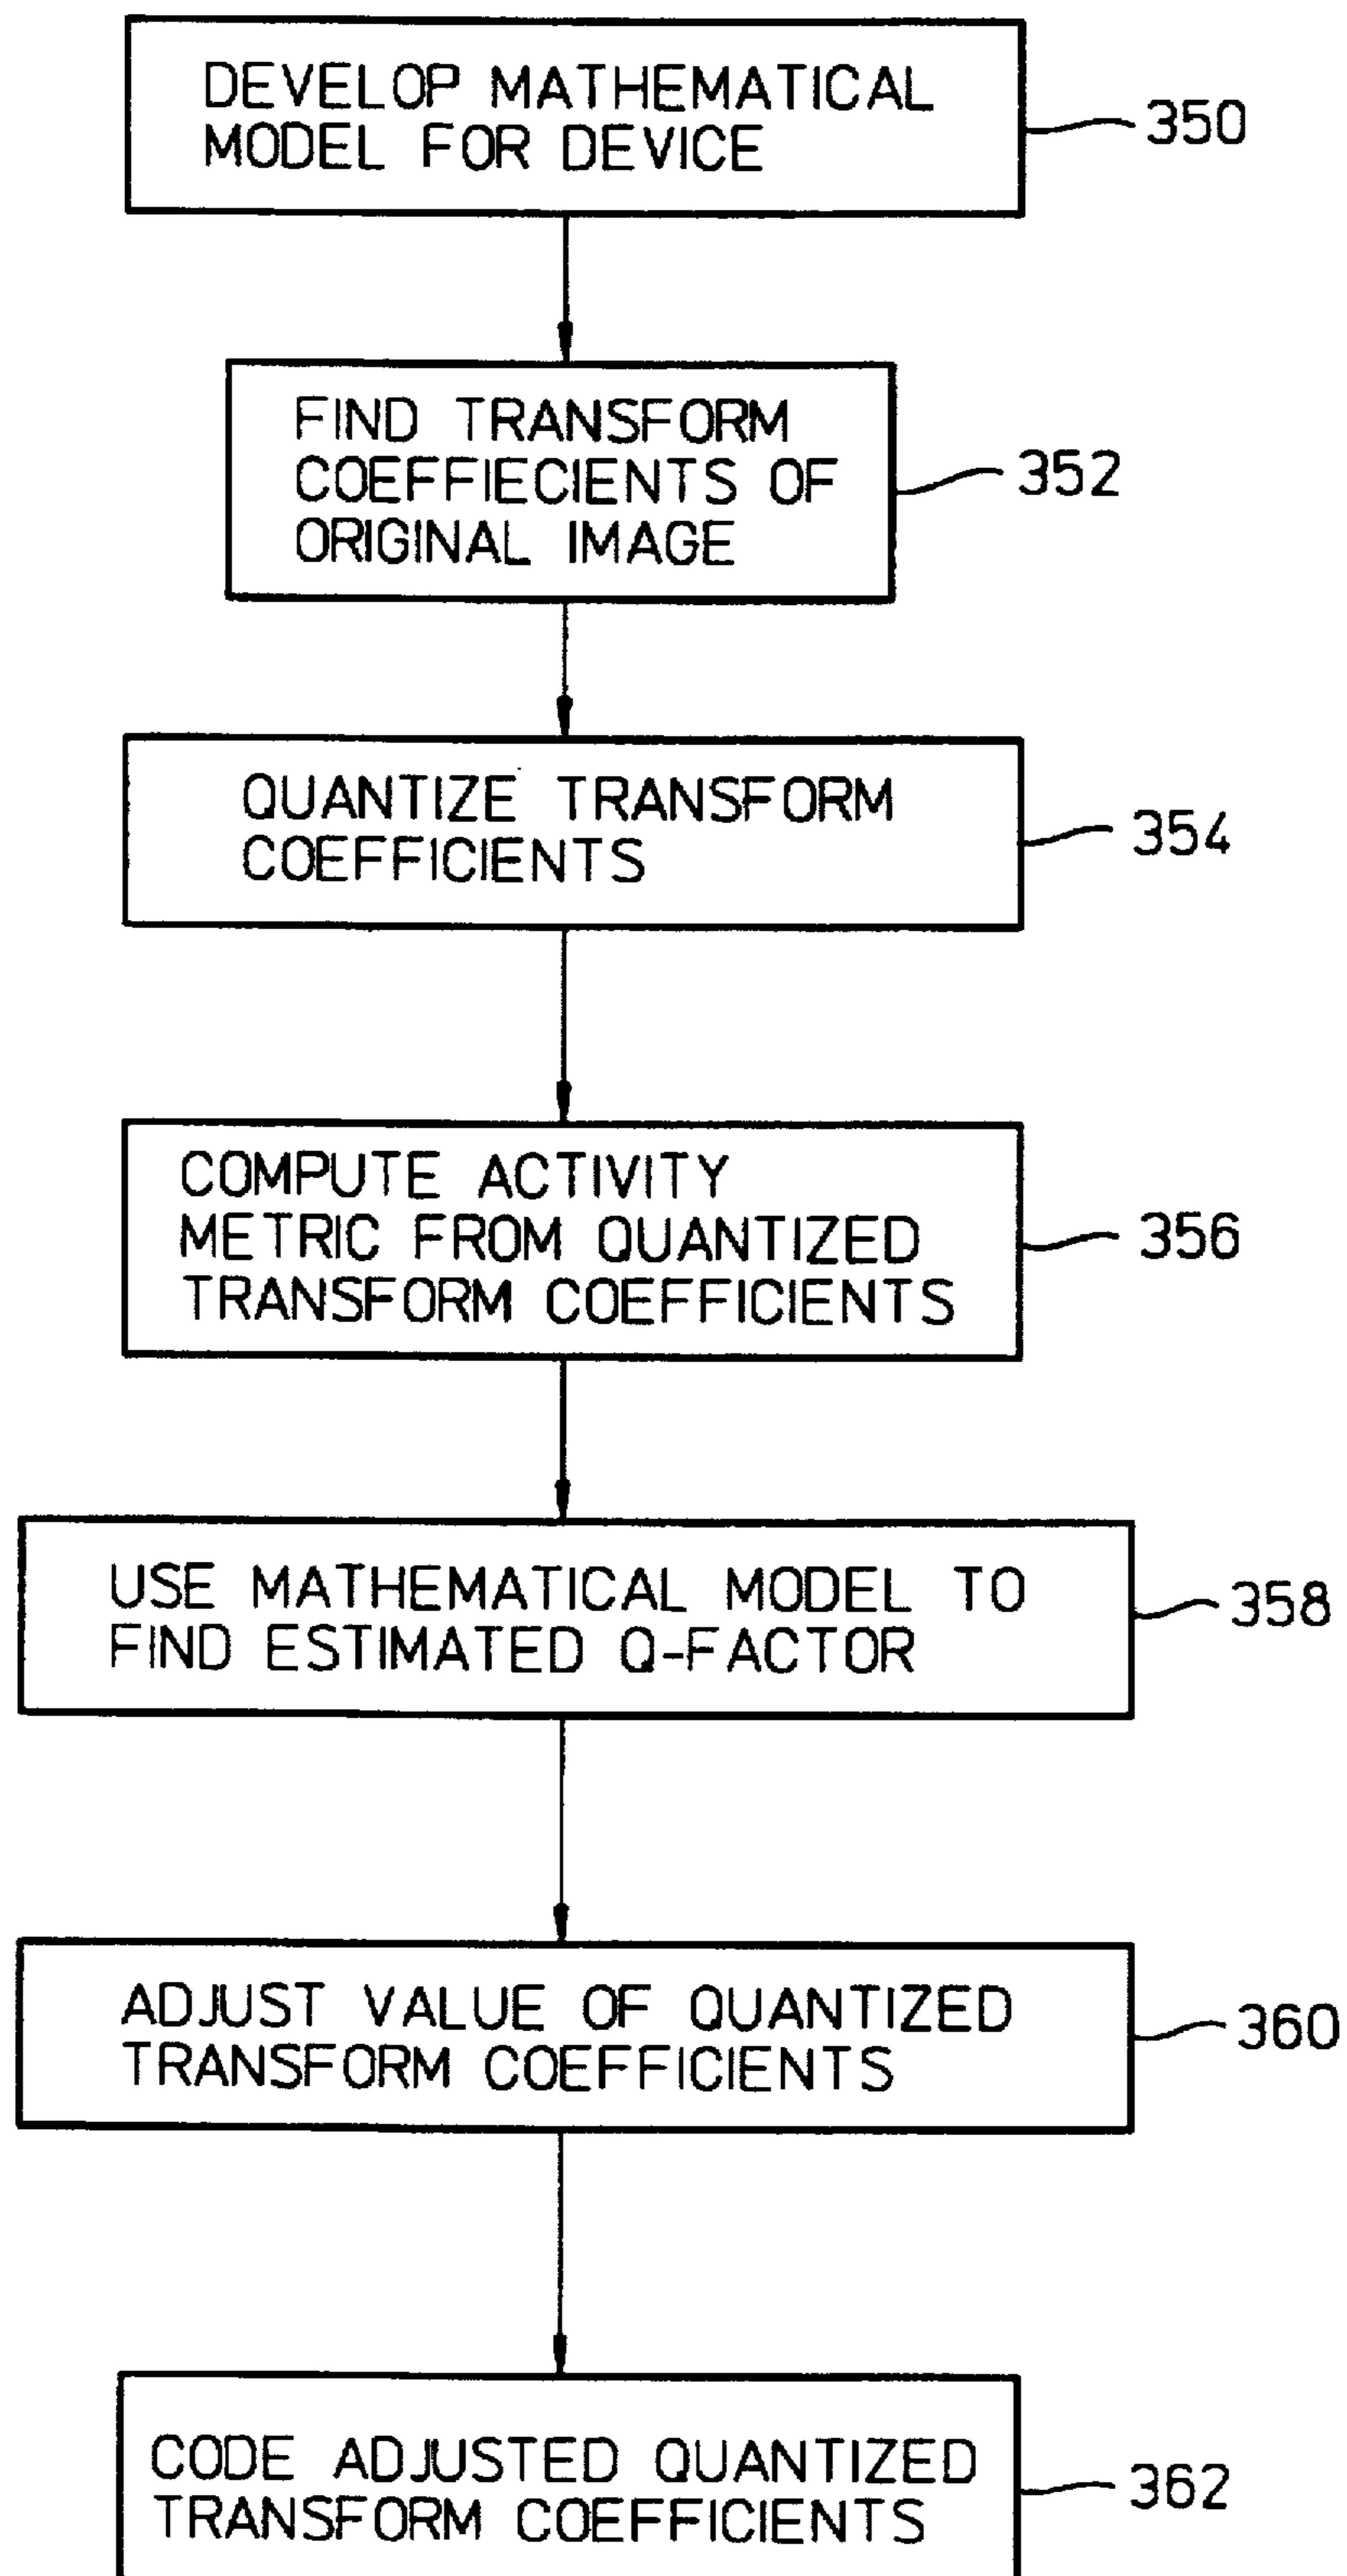 DEVELOP MATHEMATICAL
MODEL FOR DEVICE
350
FIND TRANSFORM
COEFFIECIENTS OF
ORIGINAL IMAGE
352
QUANTIZE TRANSFORM
COEFFICIENTS
354
COMPUTE ACTIVITY
METRIC FROM QUANTIZED
TRANSFORM COEFFICIENTS
356
USE MATHEMATICAL MODEL TO
FIND ESTIMATED Q-FACTOR
358
ADJUST VALUE OF QUANTIZED
TRANSFORM COEFFICIENTS
360
CODE ADJUSTED QUANTIZED
TRANSFORM COEFFICIENTS
362